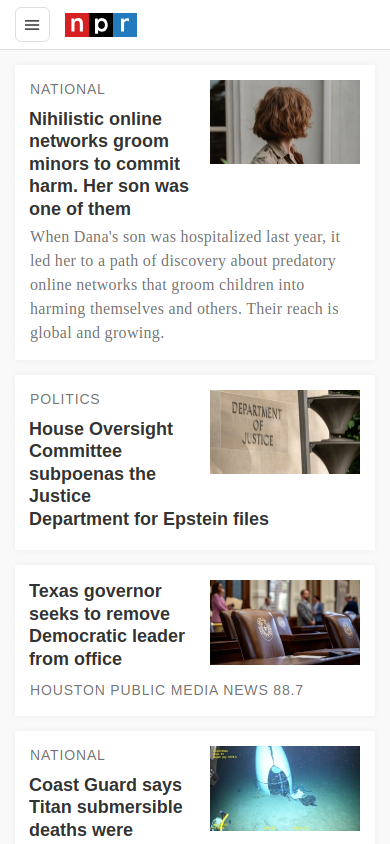 npr
NATIONAL
Nihilistic online
networks groom
minors to commit
harm. Her son was
one of them
When Dana's son was hospitalized last year, it
led her to a path of discovery about predatory
online networks that groom children into
harming themselves and others. Their reach is
global and growing.
POLITICS
House Oversight
Committee
subpoenas the
Justice
Department for Epstein files
DEPARTMENT
OF
JUSTICE
Texas governor
seeks to remove
Democratic leader
from office
HOUSTON PUBLIC MEDIA NEWS 88.7
NATIONAL
Coast Guard says
Titan submersible
deaths were